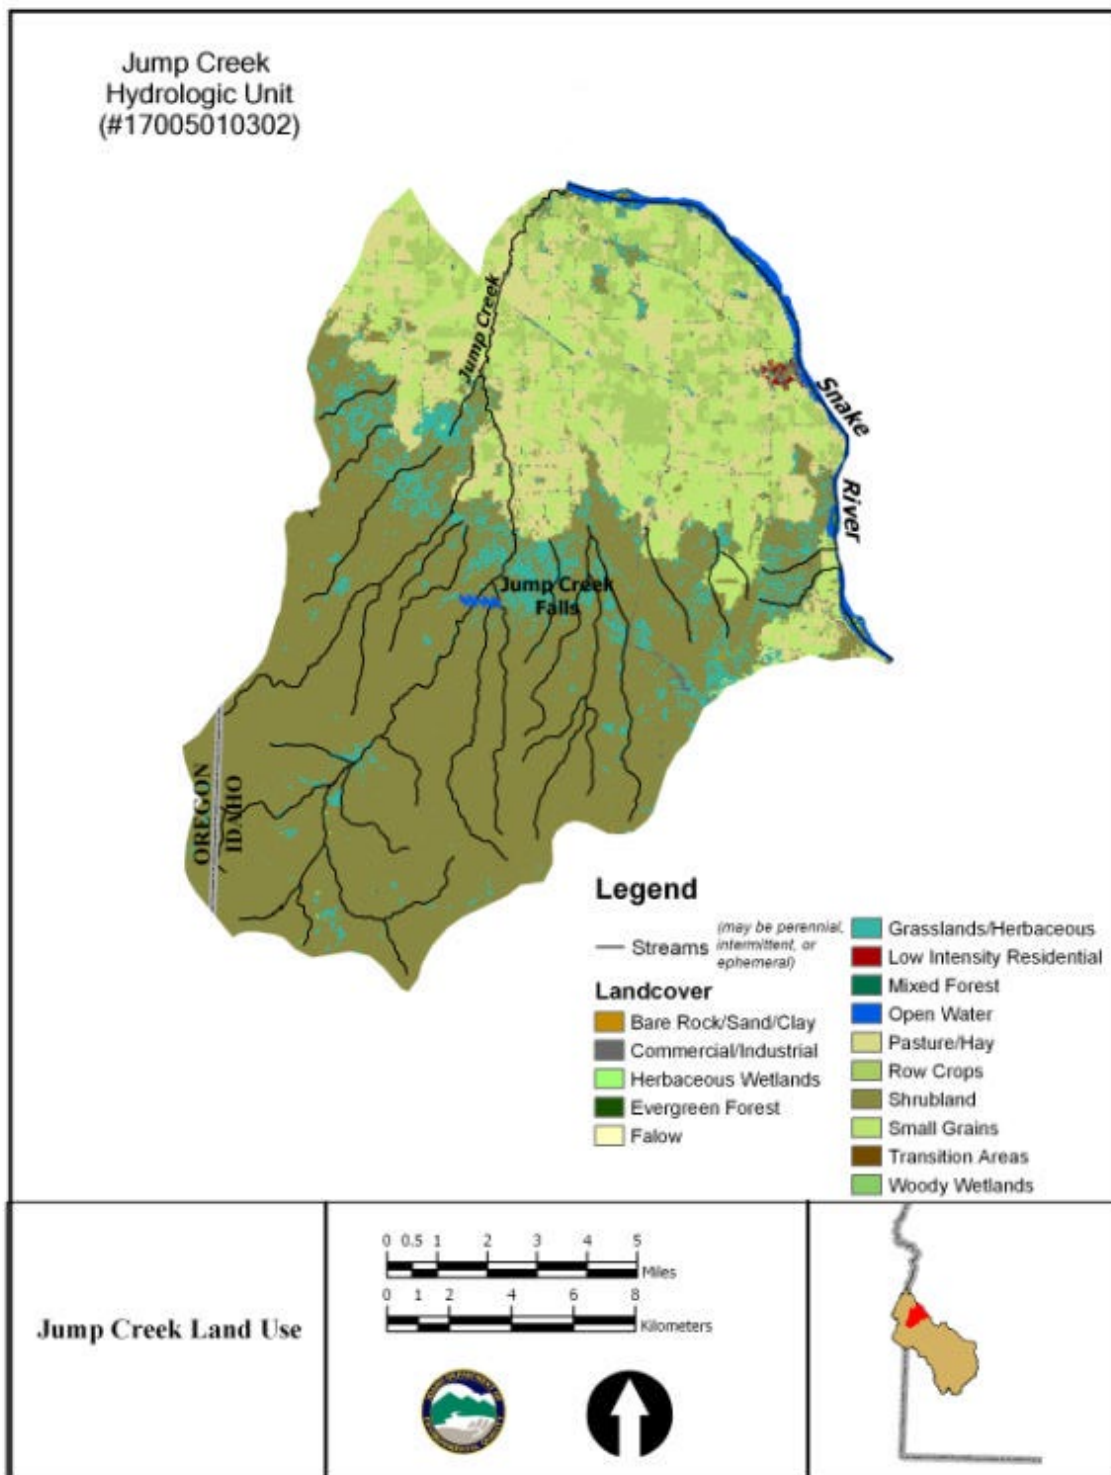 Jump Creek
Hydrologic Unit
(#17005010302)
Jump Creek
Snake
River
Jump Creek
Falls
OREGON
IDAHO
Legend
Streams
(may be perennial,
intermittent, or
ephemeral)
Landcover
Bare Rock/Sand/Clay
Commercial/Industrial
Herbaceous Wetlands
Evergreen Forest
Falow
Grasslands/Herbaceous
Low Intensity Residential
Mixed Forest
Open Water
Pasture/Hay
Row Crops
Shrubland
Small Grains
Transition Areas
Woody Wetlands
Jump Creek Land Use
0 0.5 1 2 3 4 5
Miles
0 1 2 4 6 8
Kilometers